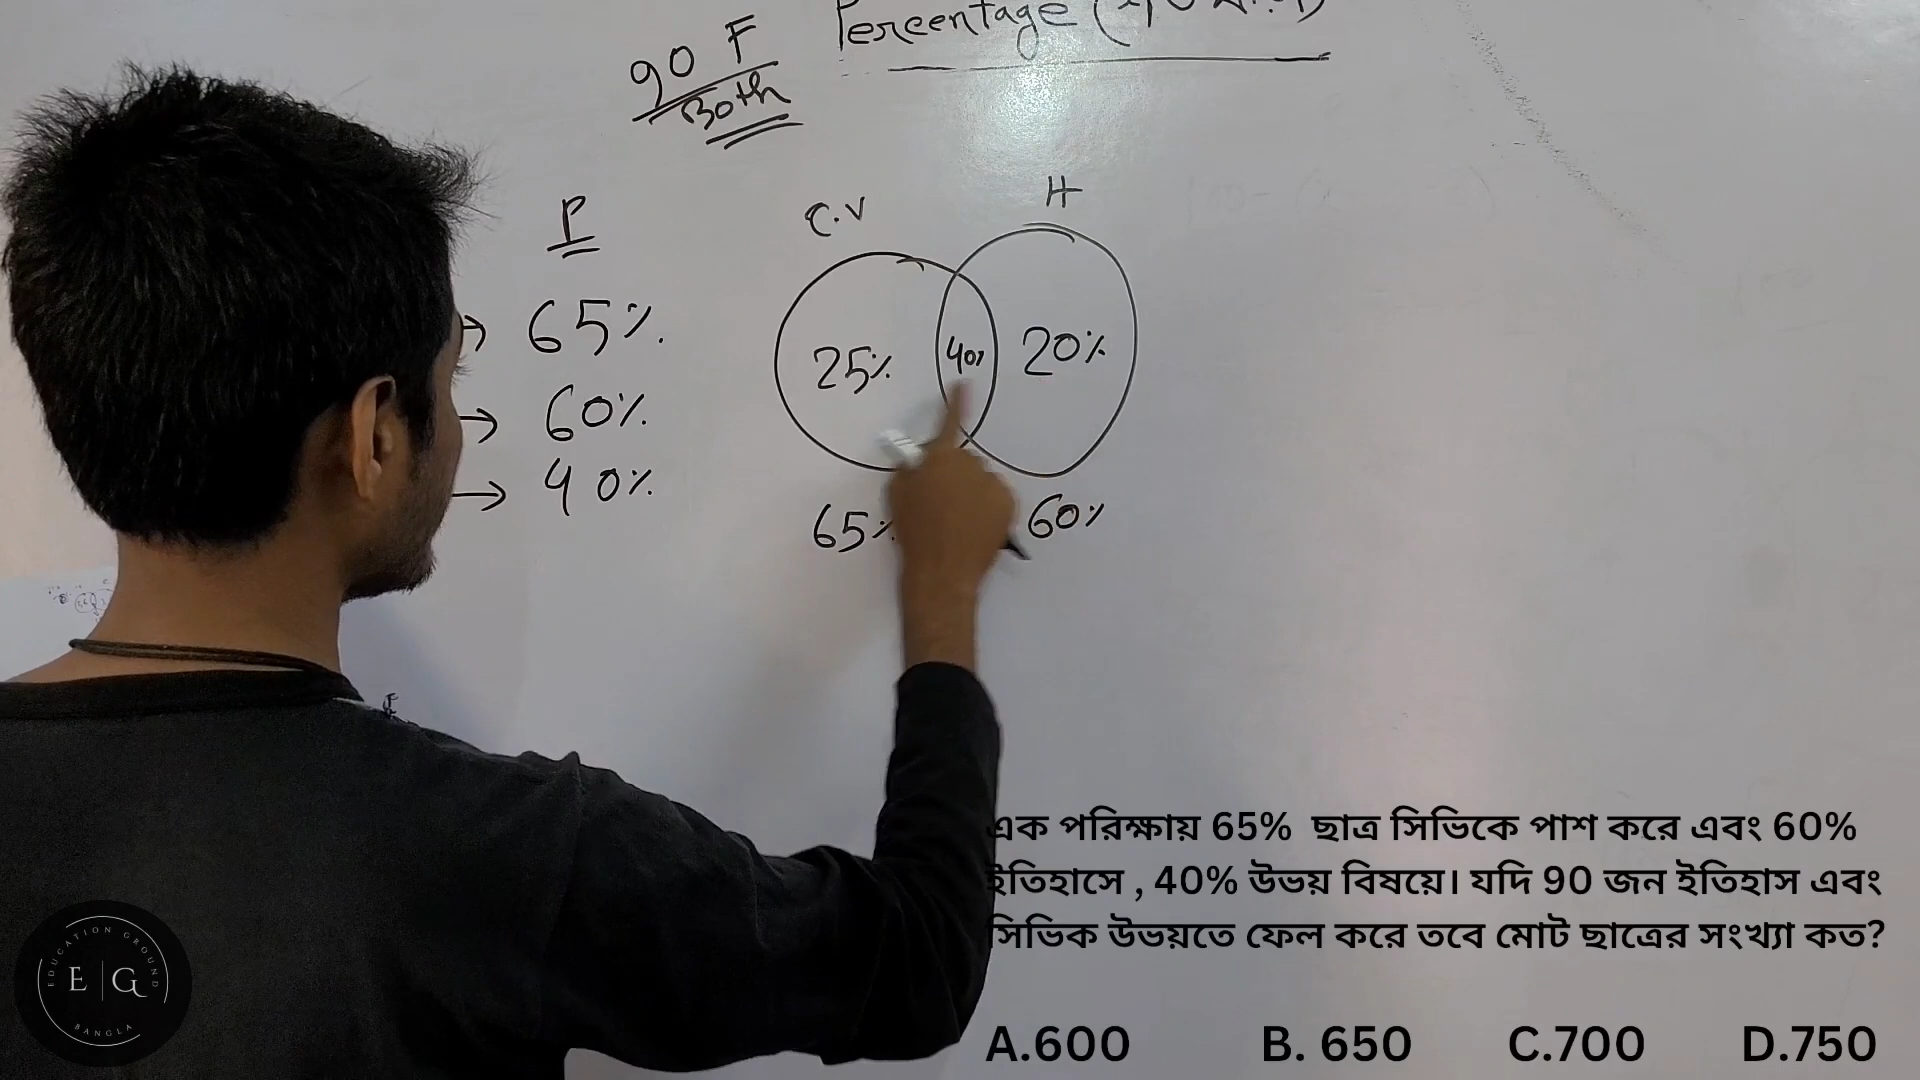 Percentage
90 F
Both
P
C.V
H
65%.
25%
40%
20%
60%.
40%.
65%
60%
এক পরিক্ষায় 65% ছাত্র সিভিকে পাশ করে এবং 60%
ইতিহাসে , 40% উভয় বিষয়ে। যদি 90 জন ইতিহাস এবং
সিভিক উভয়তে ফেল করে তবে মোট ছাত্রের সংখ্যা কত?
A.600 B. 650 C.700 D.750
EDUCATION GROUND
E|G
BANGLA